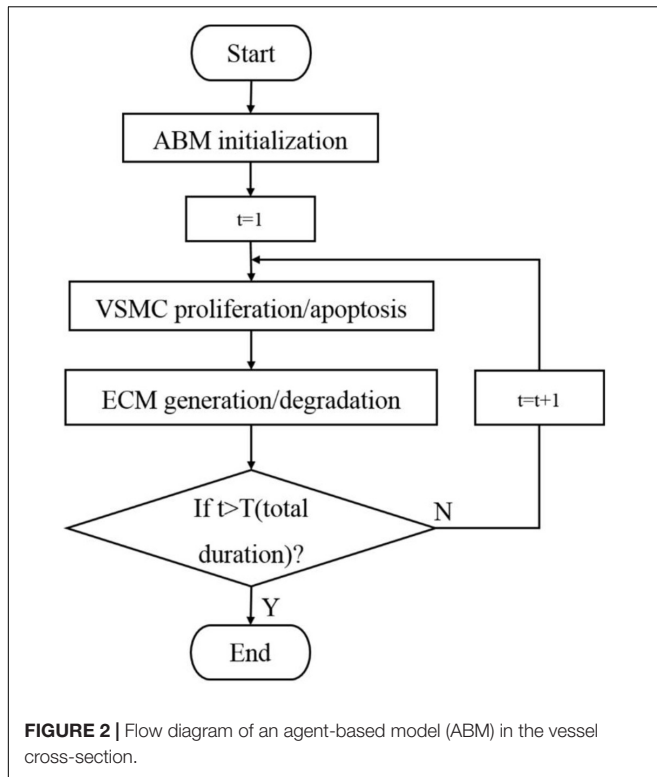 Start
ABM initialization
t=1
VSMC proliferation/apoptosis
ECM generation/degradation
t=t+1
If t>T(total
duration)?
N
Y
End
FIGURE 2 | Flow diagram of an agent-based model (ABM) in the vessel
cross-section.